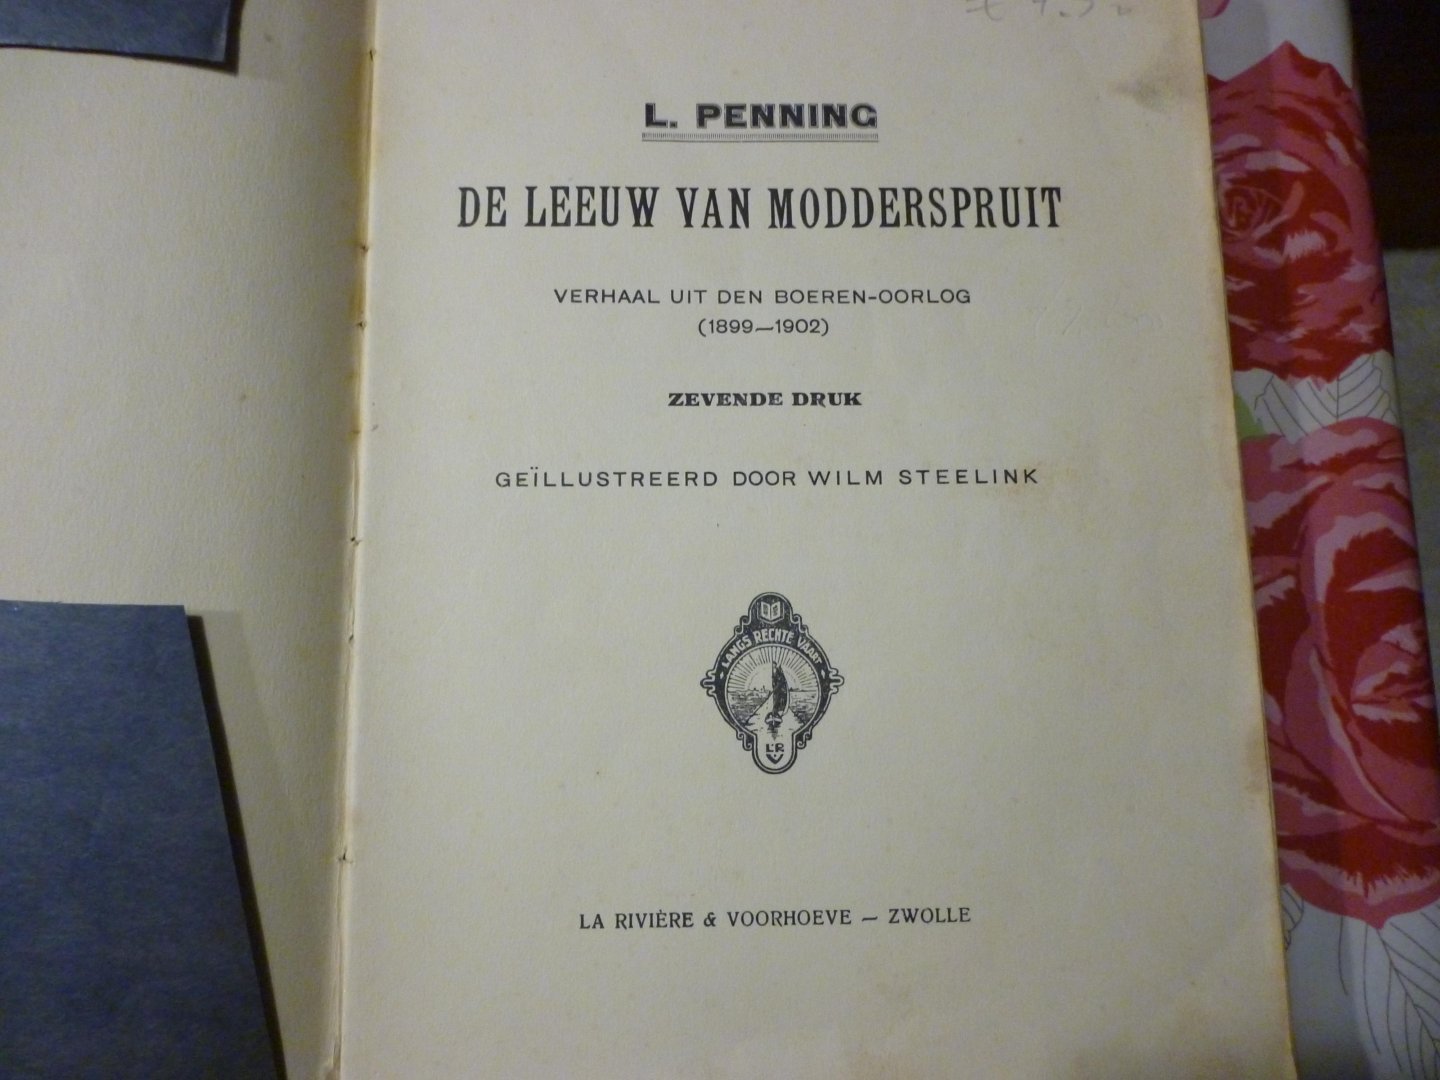 L. PENNING
DE LEEUW VAN MODDERSPRUIT
VERHAAL UIT DEN BOEREN-OORLOG
(1899—1902)
ZEVENDE DRUK
GEÏLLUSTREERD DOOR WILM STEELINK
LANGS RECHTE VAART
LA RIVIÈRE & VOORHOEVE — ZWOLLE